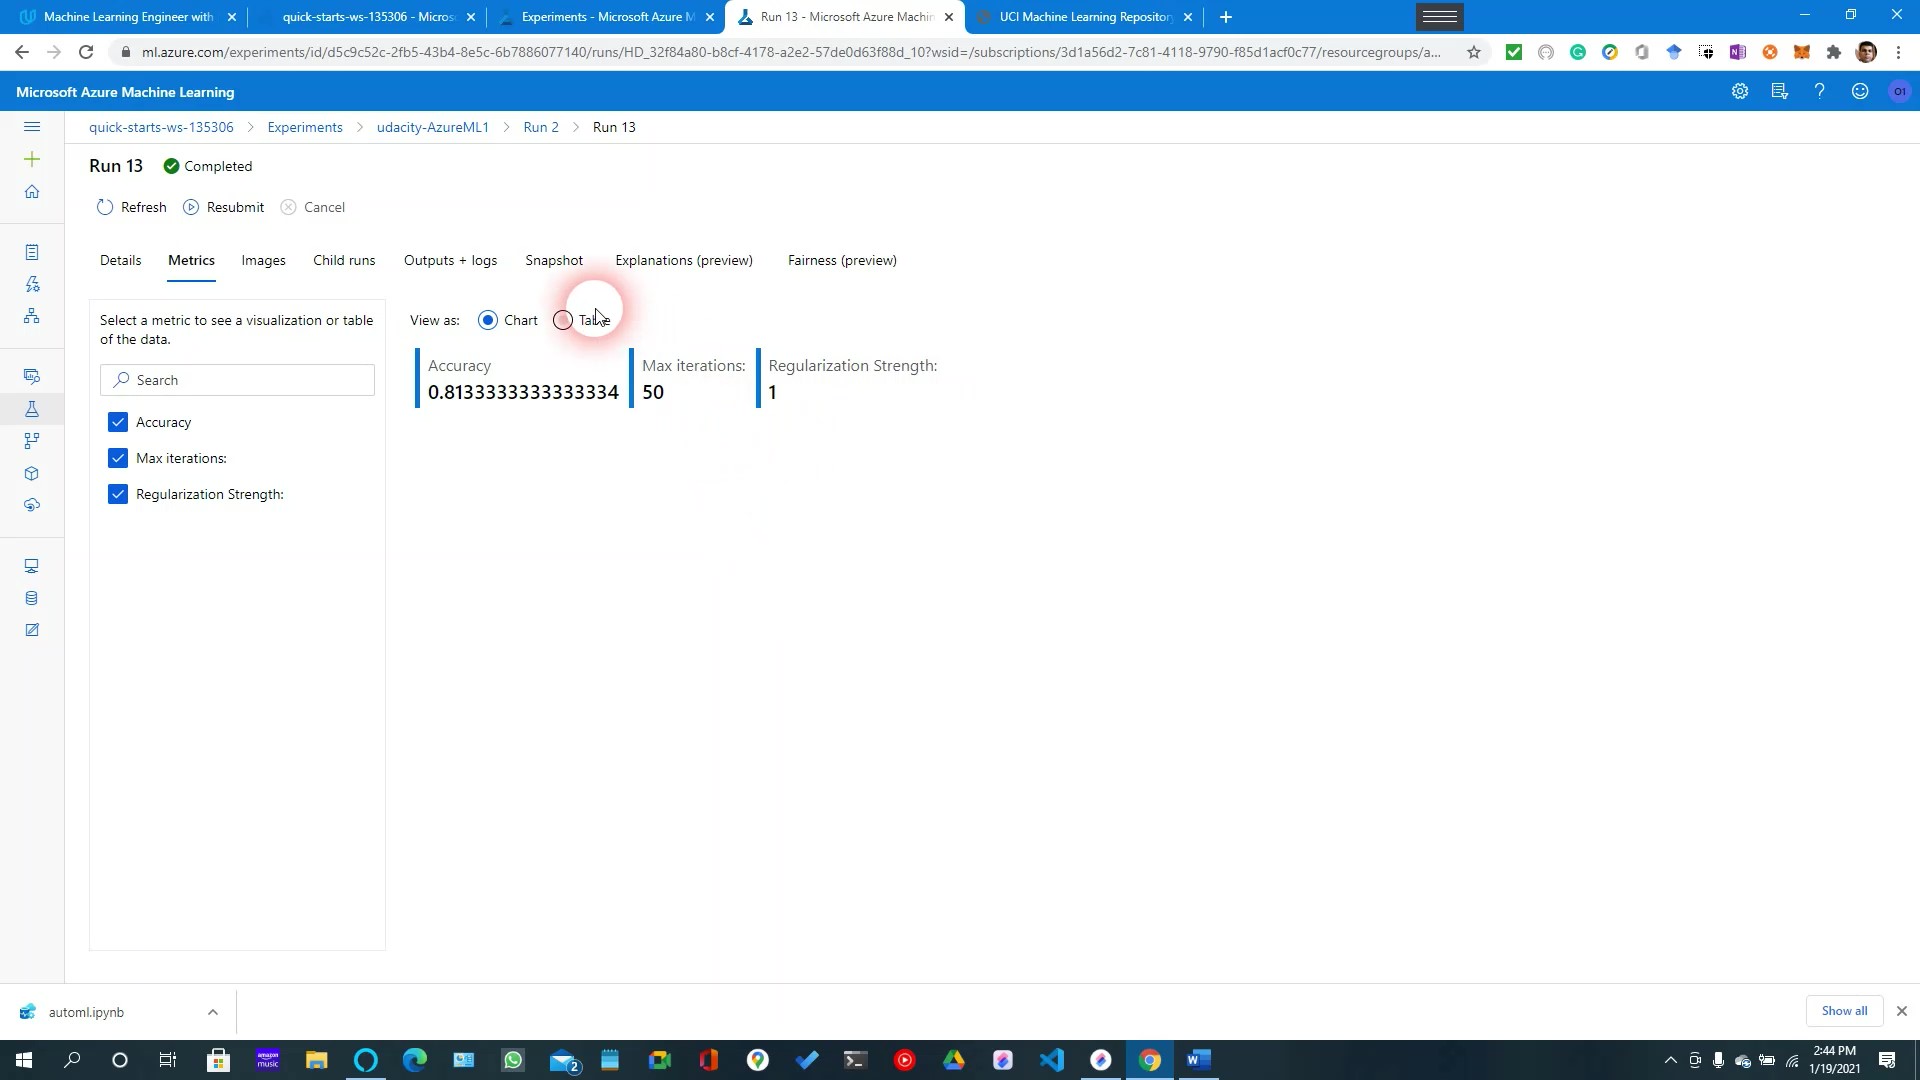 Machine Learning Engineer with
quick-starts-ws-135306 - Micros
Experiments - Microsoft Azure M
Run 13 - Microsoft Azure Machin
UCI Machine Learning Repository
ml.azure.com/experiments/id/d5c9c52c-2fb5-43b4-8e5c-6b7886077140/runs/HD_32f84a80-b8cf-4178-a2e2-57de0d63f88d_10?wsid=/subscriptions/3d1a56d2-7c81-4118-9790-f85d1acf0c77/resourcegroups/a...
Microsoft Azure Machine Learning
O1
quick-starts-ws-135306 > Experiments > udacity-AzureML1 > Run 2 > Run 13
Run 13 Completed
Refresh Resubmit Cancel
Details Metrics Images Child runs Outputs + logs Snapshot Explanations (preview) Fairness (preview)
Select a metric to see a visualization or table
of the data.
Search
Accuracy
Max iterations:
Regularization Strength:
View as: Chart Table
Accuracy
0.8133333333333334
Max iterations:
50
Regularization Strength:
1
automl.ipynb
Show all
amazon
music
2
2:44 PM
1/19/2021